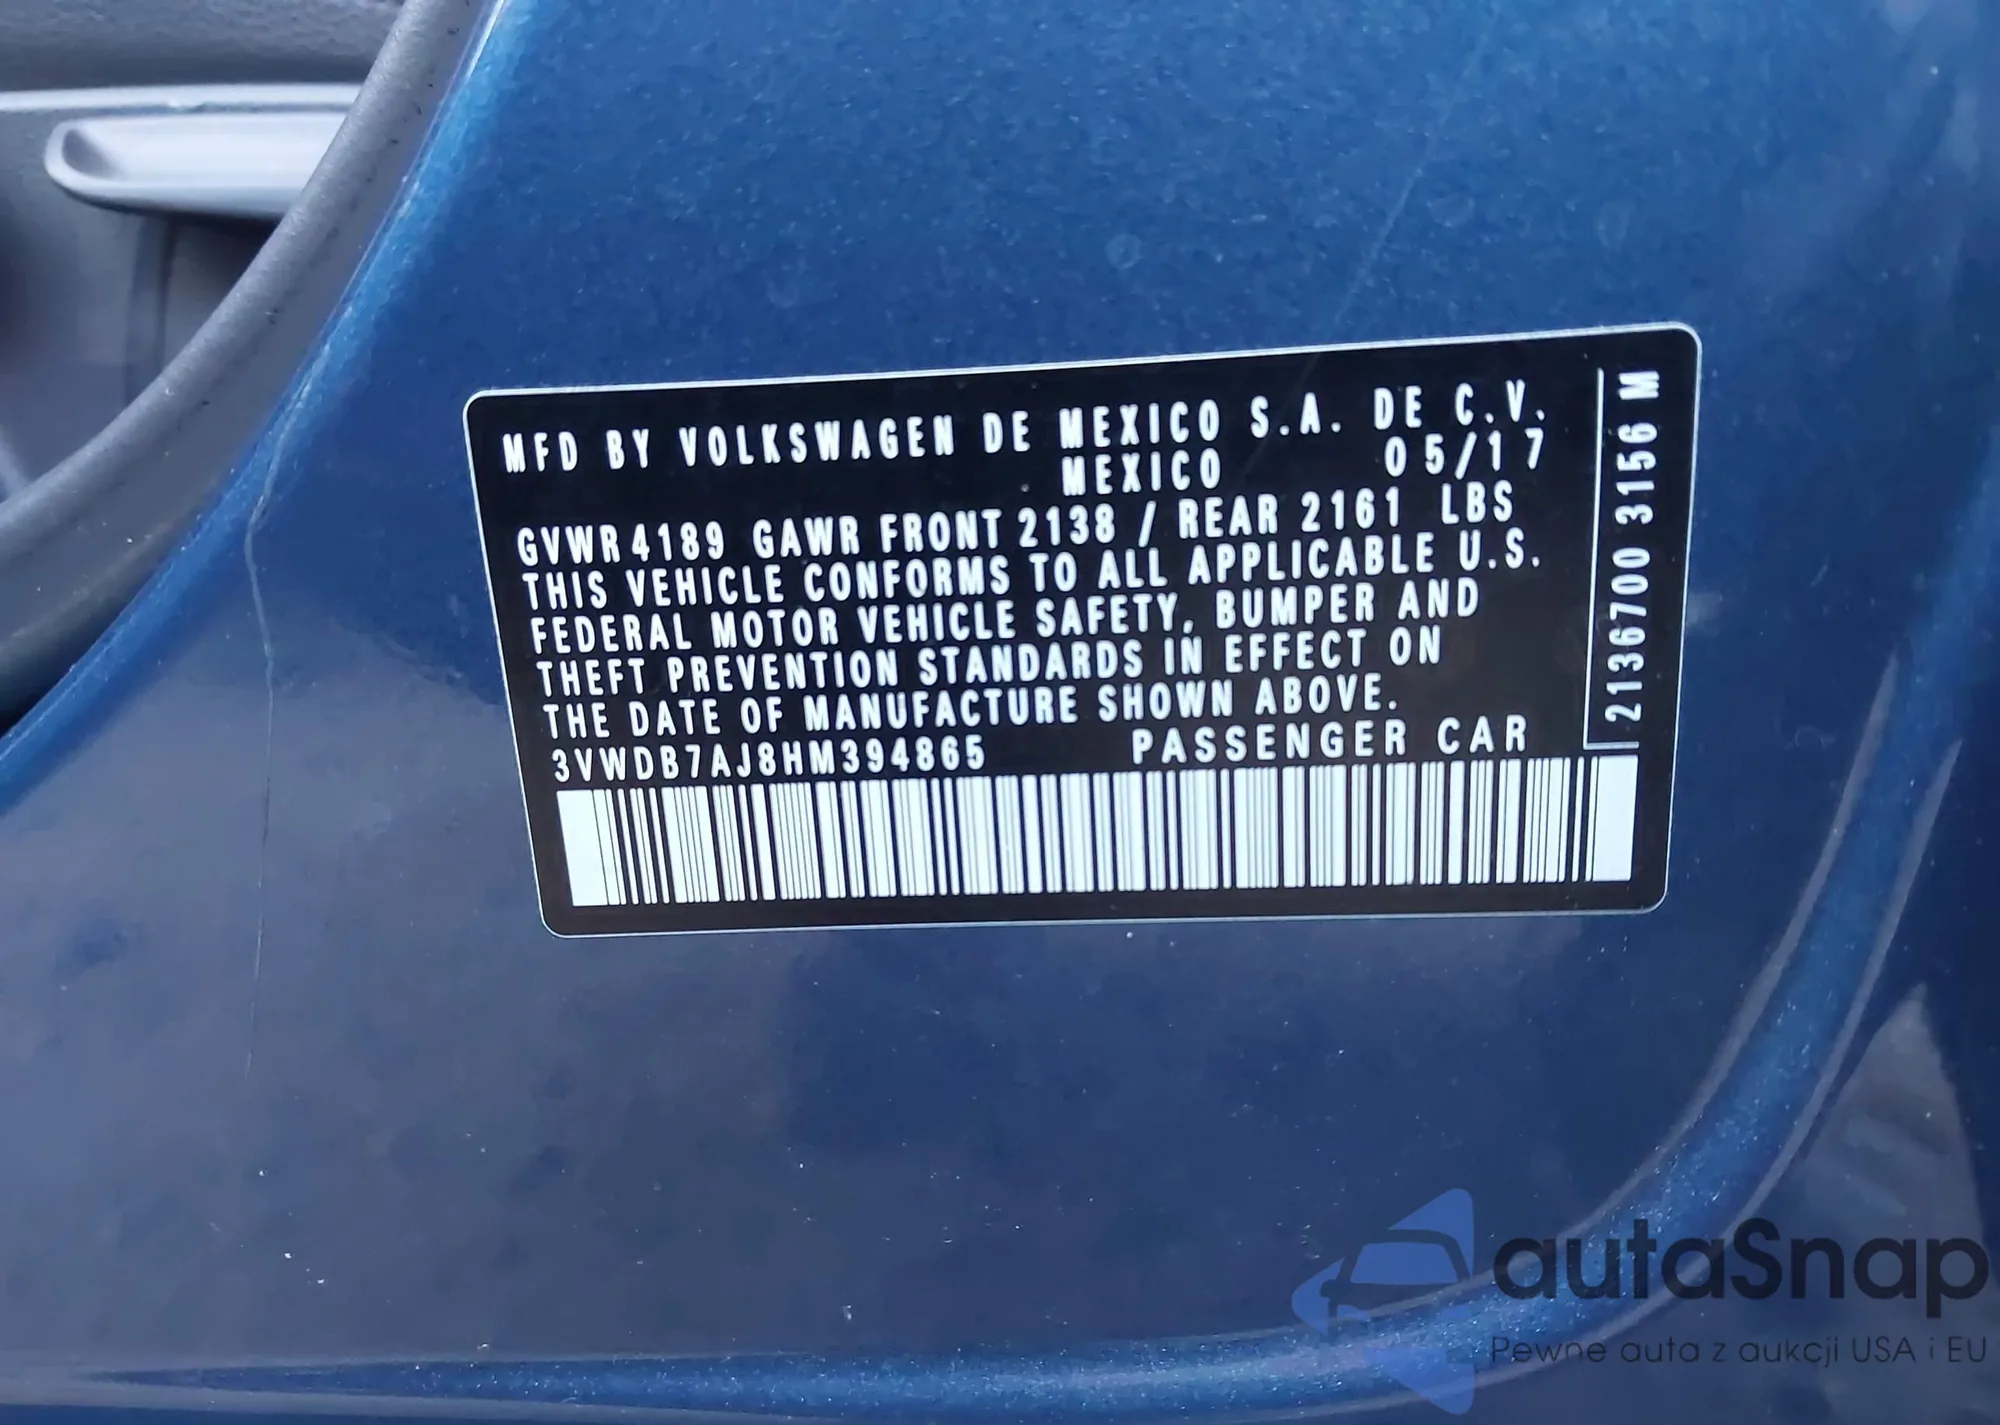 MFD BY VOLKSWAGEN DE MEXICO S.A. DE C.V.
MEXICO 05/17
GVWR 4189 GAWR FRONT 2138 / REAR 2161 LBS
THIS VEHICLE CONFORMS TO ALL APPLICABLE U.S.
FEDERAL MOTOR VEHICLE SAFETY, BUMPER AND
THEFT PREVENTION STANDARDS IN EFFECT ON
THE DATE OF MANUFACTURE SHOWN ABOVE.
3VWDB7AJ8HM394865 PASSENGER CAR
2136700 3156 M
autaSnap
Pewne auta z aukcji USA i EU